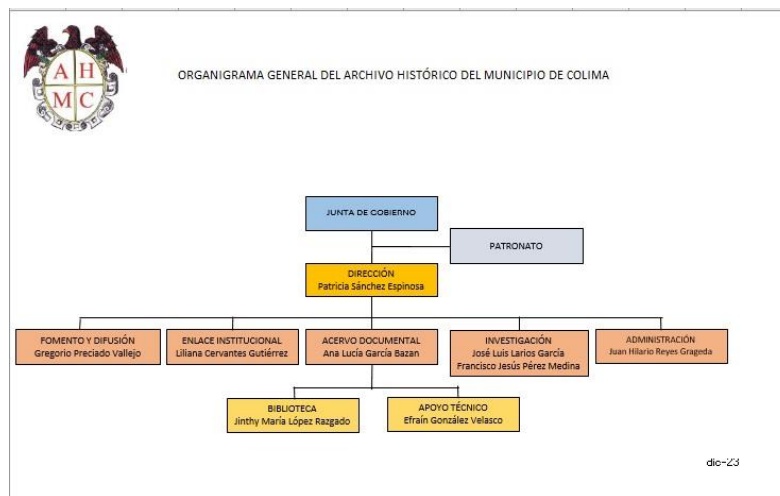 A H
M C
ORGANIGRAMA GENERAL DEL ARCHIVO HISTÓRICO DEL MUNICIPIO DE COLIMA
JUNTA DE GOBIERNO
PATRONATO
DIRECCIÓN
Patricia Sánchez Espinosa
FOMENTO Y DIFUSIÓN
Gregorio Preciado Vallejo
ENLACE INSTITUCIONAL
Liliana Cervantes Gutiérrez
ACERVO DOCUMENTAL
Ana Lucía García Bazan
INVESTIGACIÓN
José Luis Larios García
Francisco Jesús Pérez Medina
ADMINISTRACIÓN
Juan Hilario Reyes Grageda
BIBLIOTECA
Jinthy María López Razgado
APOYO TÉCNICO
Efraín González Velasco
dic-23